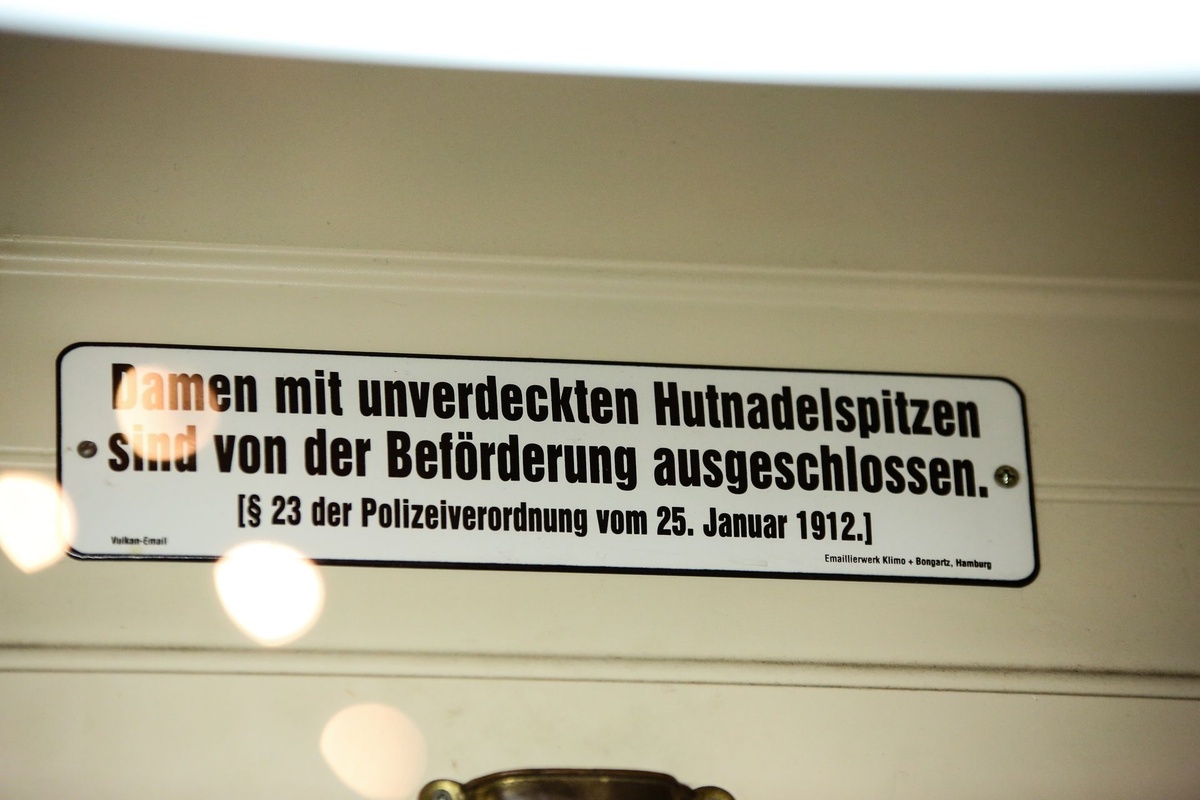 Damen mit unverdeckten Hutnadelspitzen
sind von der Beförderung ausgeschlossen.
[§ 23 der Polizeiverordnung vom 25. Januar 1912.]
Vulkan-Email
Emaillierwerk Klimo + Bongartz, Hamburg